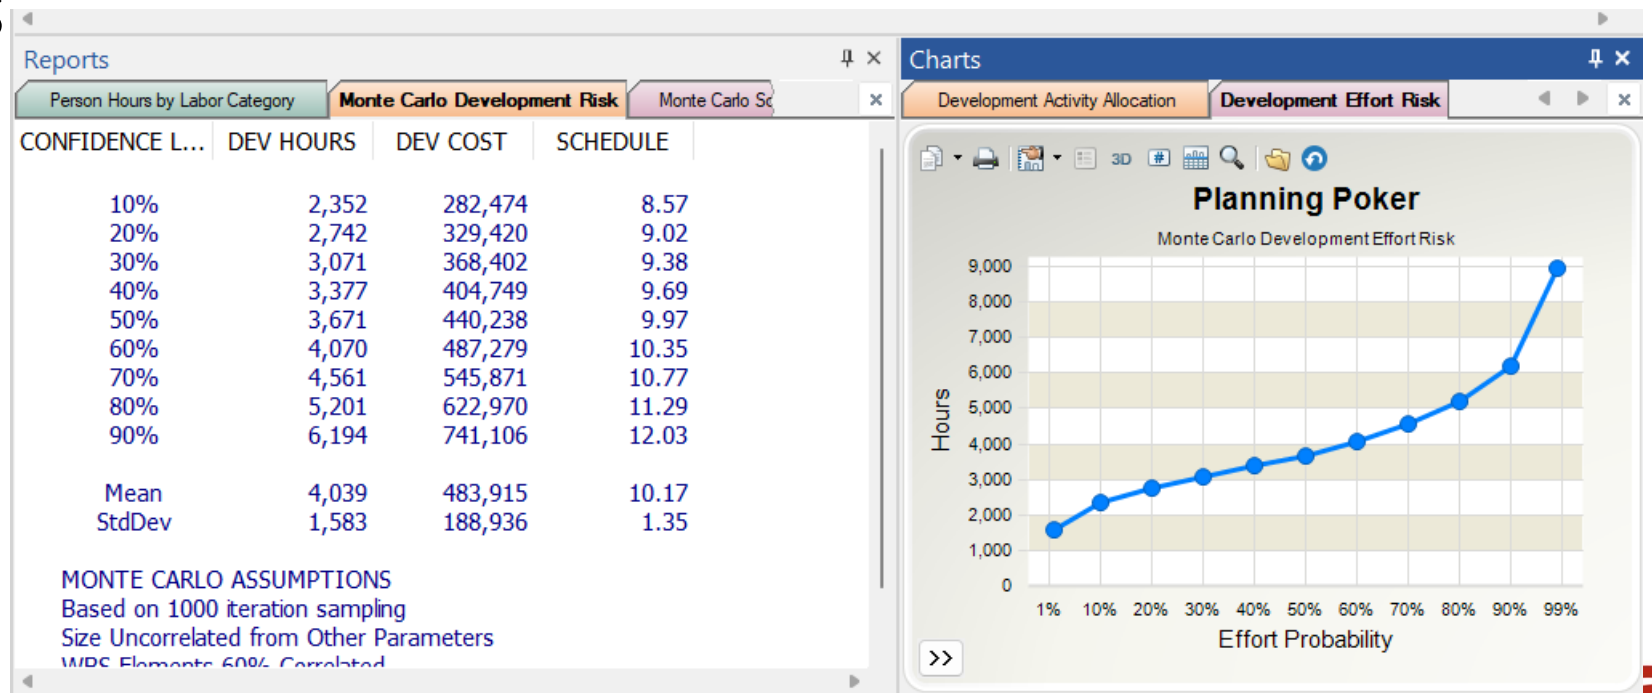 Reports
Person Hours by Labor Category Monte Carlo Development Risk Monte Carlo
CONFIDENCE L... DEV HOURS DEV COST SCHEDULE
10% 2,352 282,474 8.57
20% 2,742 329,420 9.02
30% 3,071 368,402 9.38
40% 3,377 404,749 9.69
50% 3,671 440,238 9.97
60% 4,070 487,279 10.35
70% 4,561 545,871 10.77
80% 5,201 622,970 11.29
90% 6,194 741,106 12.03
Mean 4,039 483,915 10.17
StdDev 1,583 188,936 1.35
MONTE CARLO ASSUMPTIONS
Based on 1000 iteration sampling
Size Uncorrelated from Other Parameters
WBS Elements 60% Correlated
Charts
Development Activity Allocation Development Effort Risk
3D #
Planning Poker
Monte Carlo Development Effort Risk
9,000
8,000
7,000
6,000
5,000
4,000
3,000
2,000
1,000
0
Hours
1% 10% 20% 30% 40% 50% 60% 70% 80% 90% 99%
Effort Probability
>>